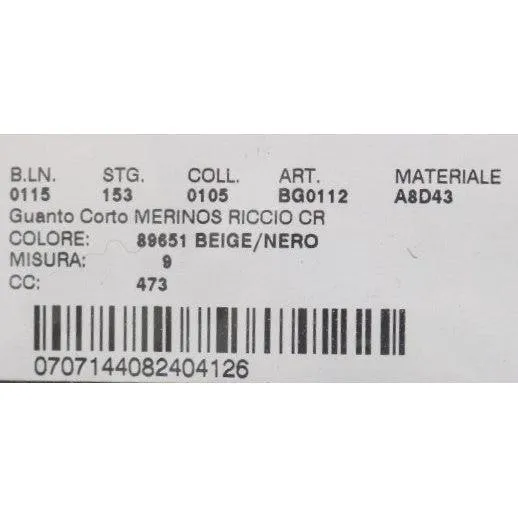 B.LN. STG. COLL. ART. MATERIALE
0115 153 0105 BG0112 A8D43
Guanto Corto MERINOS RICCIO CR
COLORE: 89651 BEIGE/NERO
MISURA: 9
CC: 473
0707144082404126